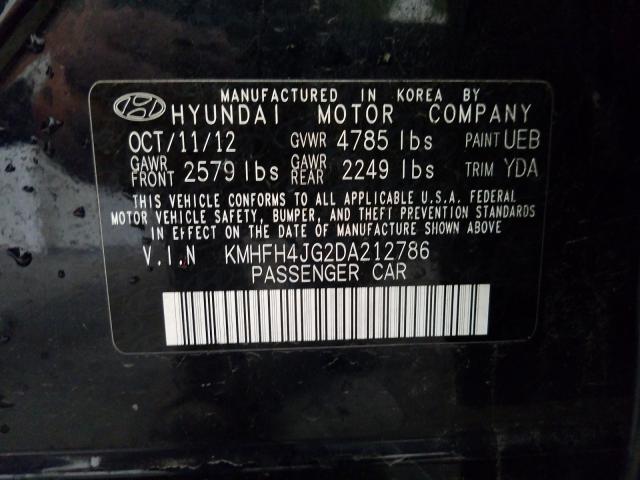 MANUFACTURED IN KOREA BY
HYUNDAI MOTOR COMPANY
OCT/11/12 GVWR 4785 lbs PAINT UEB
GAWR FRONT 2579 lbs GAWR REAR 2249 lbs TRIM YDA
THIS VEHICLE CONFORMS TO ALL APPLICABLE U.S.A. FEDERAL
MOTOR VEHICLE SAFETY, BUMPER, AND THEFT PREVENTION STANDARDS
IN EFFECT ON THE DATE OF MANUFACTURE SHOWN ABOVE
V.I.N KMHFH4JG2DA212786
PASSENGER CAR